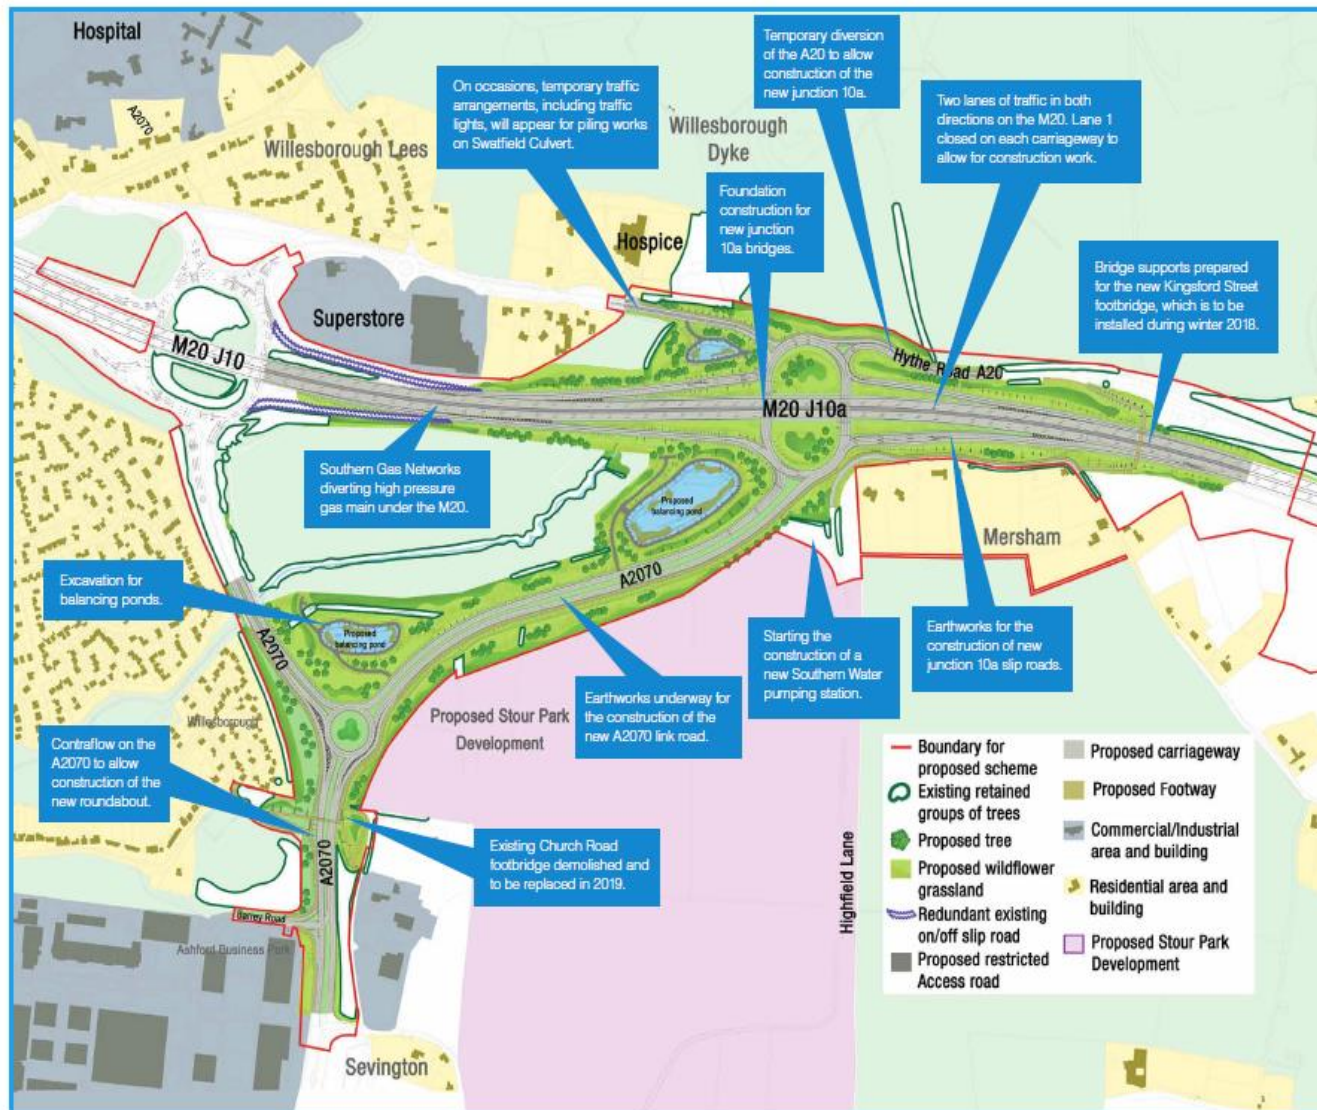 Hospital
A2070
Willesborough Lees
On occasions, temporary traffic
arrangements, including traffic
lights, will appear for piling works
on Swatfield Culvert.
Temporary diversion
of the A20 to allow
construction of the
new junction 10a.
Willesborough
Dyke
Two lanes of traffic in both
directions on the M20. Lane 1
closed on each carriageway to
allow for construction work.
Foundation
construction for
new junction
10a bridges.
Hospice
Bridge supports prepared
for the new Kingsford Street
footbridge, which is to be
installed during winter 2018.
Superstore
M20 J10
Hythe Road A20
M20 J10a
Southern Gas Networks
diverting high pressure
gas main under the M20.
Proposed
balancing pond
Mersham
A2070
Excavation for
balancing ponds.
Proposed
balancing pond
A2070
Starting the
construction of a
new Southern Water
pumping station.
Earthworks for the
construction of new
junction 10a slip roads.
Earthworks underway for
the construction of the
new A2070 link road.
Willesborough
Proposed Stour Park
Development
Contraflow on the
A2070 to allow
construction of the
new roundabout.
Existing Church Road
footbridge demolished and
to be replaced in 2019.
A2070
Highfield Lane
Barrey Road
Ashford Business Park
Sevington
Boundary for
proposed scheme
Existing retained
groups of trees
Proposed tree
Proposed wildflower
grassland
Redundant existing
on/off slip road
Proposed restricted
Access road
Proposed carriageway
Proposed Footway
Commercial/Industrial
area and building
Residential area and
building
Proposed Stour Park
Development